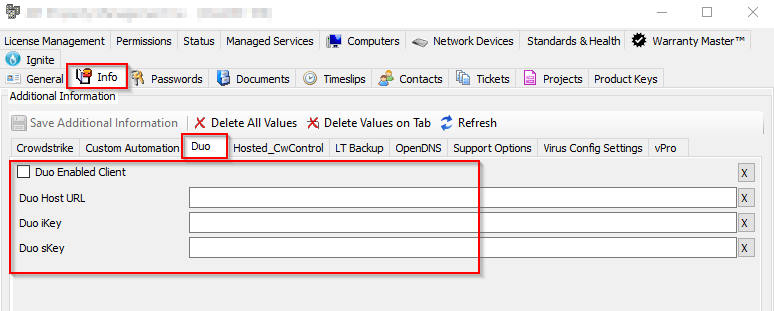 License Management Permissions Status Managed Services Computers Network Devices Standards & Health Warranty Master™
Ignite
General Info Passwords Documents Timeslips Contacts Tickets Projects Product Keys
Additional Information
Save Additional Information Delete All Values Delete Values on Tab Refresh
Crowdstrike Custom Automation Duo Hosted_CwControl LT Backup OpenDNS Support Options Virus Config Settings vPro
Duo Enabled Client X
Duo Host URL X
Duo iKey X
Duo sKey X